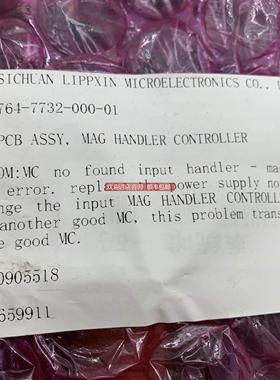 SICHUAN LIPPXIN MICROELECTRONICS CO.,
764-7732-000-01
PCB ASSY, MAG HANDLER CONTROLLER
OM:MC no found input handler - ma
error. repl power supply no
nge the input MAG HANDLER CONTROLL
another good MC, this problem trans
e good MC.
0905518
659911